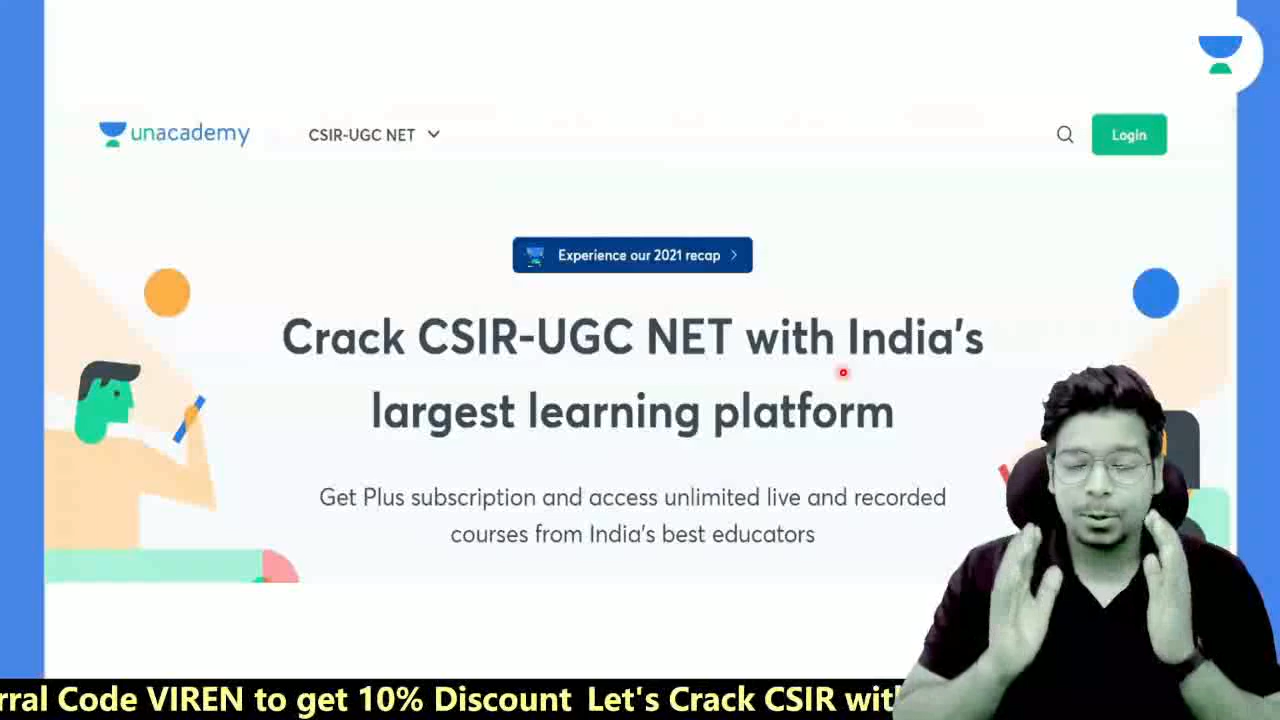 unacademy
CSIR-UGC NET
Login
Experience our 2021 recap
Crack CSIR-UGC NET with India's
largest learning platform
Get Plus subscription and access unlimited live and recorded
courses from India's best educators
Code VIREN to get 10% Discount Let's Crack CSIR